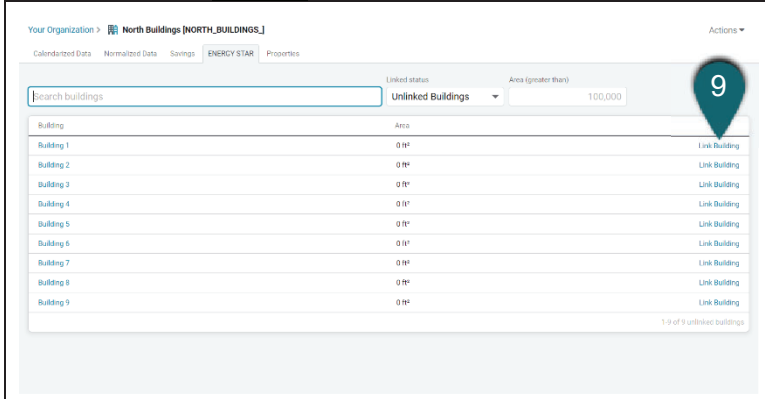 Your Organization > North Buildings [NORTH_BUILDINGS_] Actions
Calendarized Data Normalized Data Savings ENERGY STAR Properties
Linked status Area (greater than)
Search buildings Unlinked Buildings 100,000
9
Building Area
Building 1 0 ft² Link Building
Building 2 0 ft² Link Building
Building 3 0 ft² Link Building
Building 4 0 ft² Link Building
Building 5 0 ft² Link Building
Building 6 0 ft² Link Building
Building 7 0 ft² Link Building
Building 8 0 ft² Link Building
Building 9 0 ft² Link Building
1-9 of 9 unlinked buildings